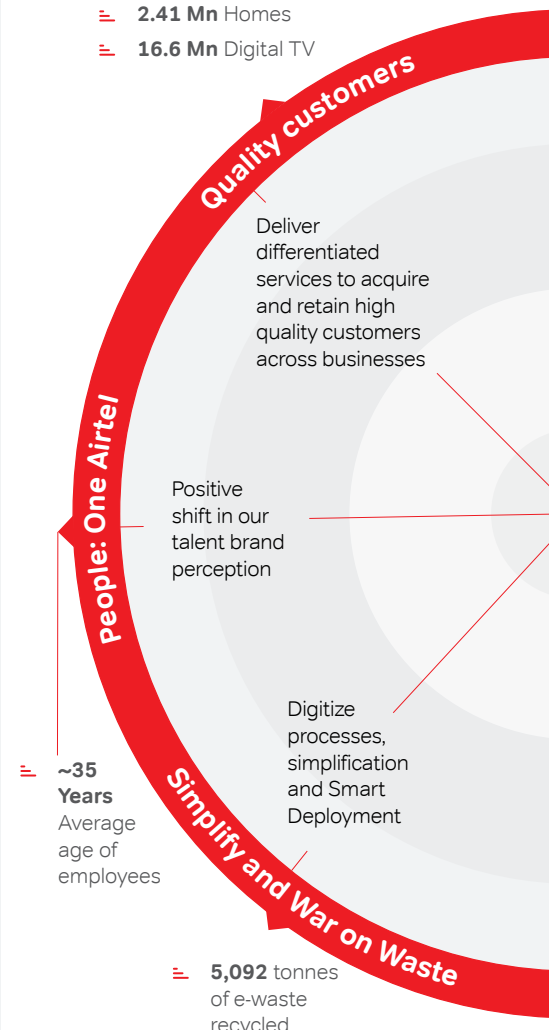 2.41 Mn Homes
16.6 Mn Digital TV
Quality customers
Deliver
differentiated
services to acquire
and retain high
quality customers
across businesses
People: One Airtel
Positive
shift in our
talent brand
perception
Digitize
processes,
simplification
and Smart
Deployment
~35
Years
Average
age of
employees
Simplify and War on Waste
5,092 tonnes
of e-waste
recycled